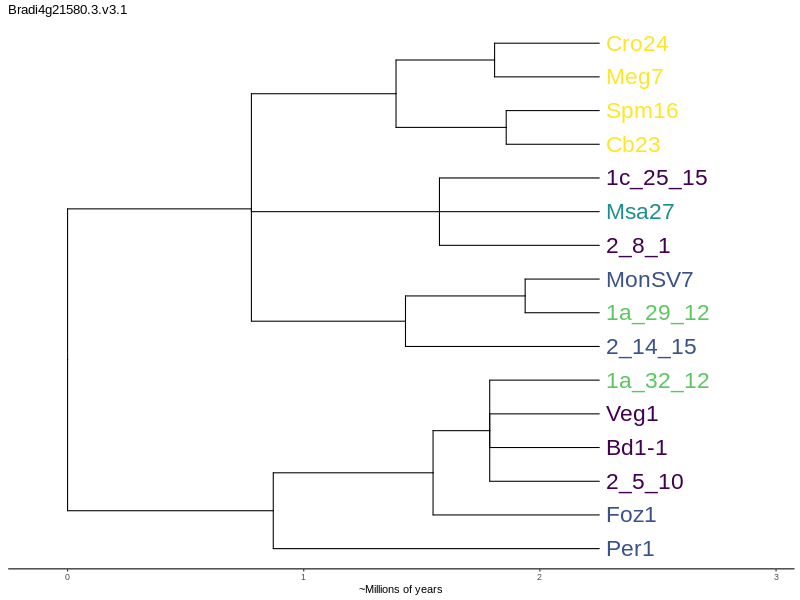 Bradi4g21580.3.v3.1
Cro24
Meg7
Spm16
Cb23
1c_25_15
Msa27
2_8_1
MonSV7
1a_29_12
2_14_15
1a_32_12
Veg1
Bd1-1
2_5_10
Foz1
Per1
0 1 2 3
~Millions of years